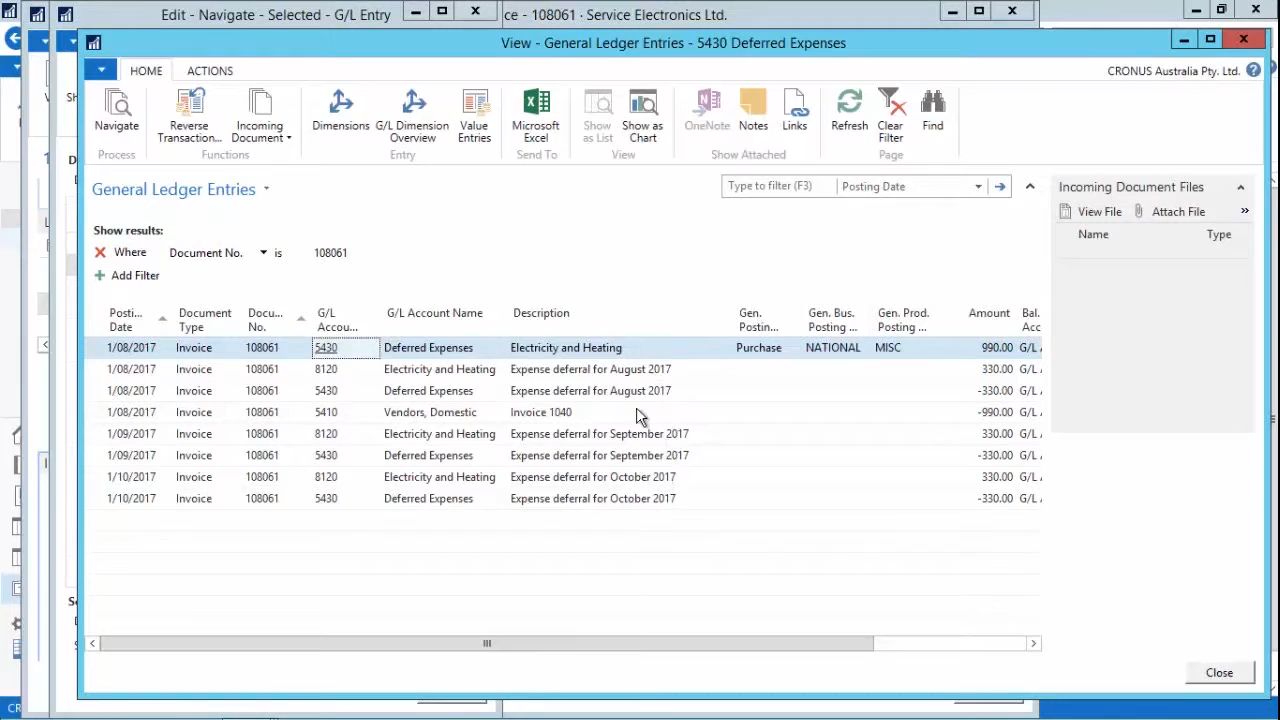 Edit - Navigate - Selected - G/L Entry
ce - 108061 · Service Electronics Ltd.
View - General Ledger Entries - 5430 Deferred Expenses
HOME ACTIONS CRONUS Australia Pty. Ltd.
Navigate
Reverse Transaction...
Incoming Document
Dimensions
G/L Dimension Overview
Value Entries
Microsoft Excel
Show as List
Show as Chart
OneNote
Notes
Links
Refresh
Clear Filter
Find
Process Functions Entry Send To View Show Attached Page
General Ledger Entries
Type to filter (F3) Posting Date
Incoming Document Files
View File Attach File »
Name Type
Show results:
Where Document No. is 108061
Add Filter
Posti... Date Document Type Docu... No. G/L Accou... G/L Account Name Description Gen. Postin... Gen. Bus. Posting ... Gen. Prod. Posting ... Amount Bal. Acc
1/08/2017 Invoice 108061 5430 Deferred Expenses Electricity and Heating Purchase NATIONAL MISC 990.00 G/L A
1/08/2017 Invoice 108061 8120 Electricity and Heating Expense deferral for August 2017 330.00 G/L A
1/08/2017 Invoice 108061 5430 Deferred Expenses Expense deferral for August 2017 -330.00 G/L A
1/08/2017 Invoice 108061 5410 Vendors, Domestic Invoice 1040 -990.00 G/L A
1/09/2017 Invoice 108061 8120 Electricity and Heating Expense deferral for September 2017 330.00 G/L A
1/09/2017 Invoice 108061 5430 Deferred Expenses Expense deferral for September 2017 -330.00 G/L A
1/10/2017 Invoice 108061 8120 Electricity and Heating Expense deferral for October 2017 330.00 G/L A
1/10/2017 Invoice 108061 5430 Deferred Expenses Expense deferral for October 2017 -330.00 G/L A
Close
CR